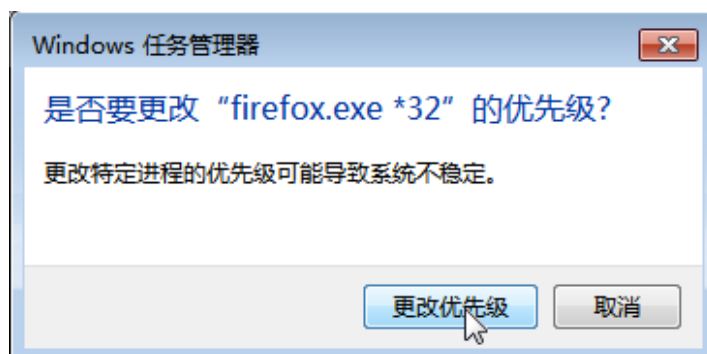 Windows 任务管理器
是否要更改“firefox.exe *32”的优先级?
更改特定进程的优先级可能导致系统不稳定。
更改优先级 取消